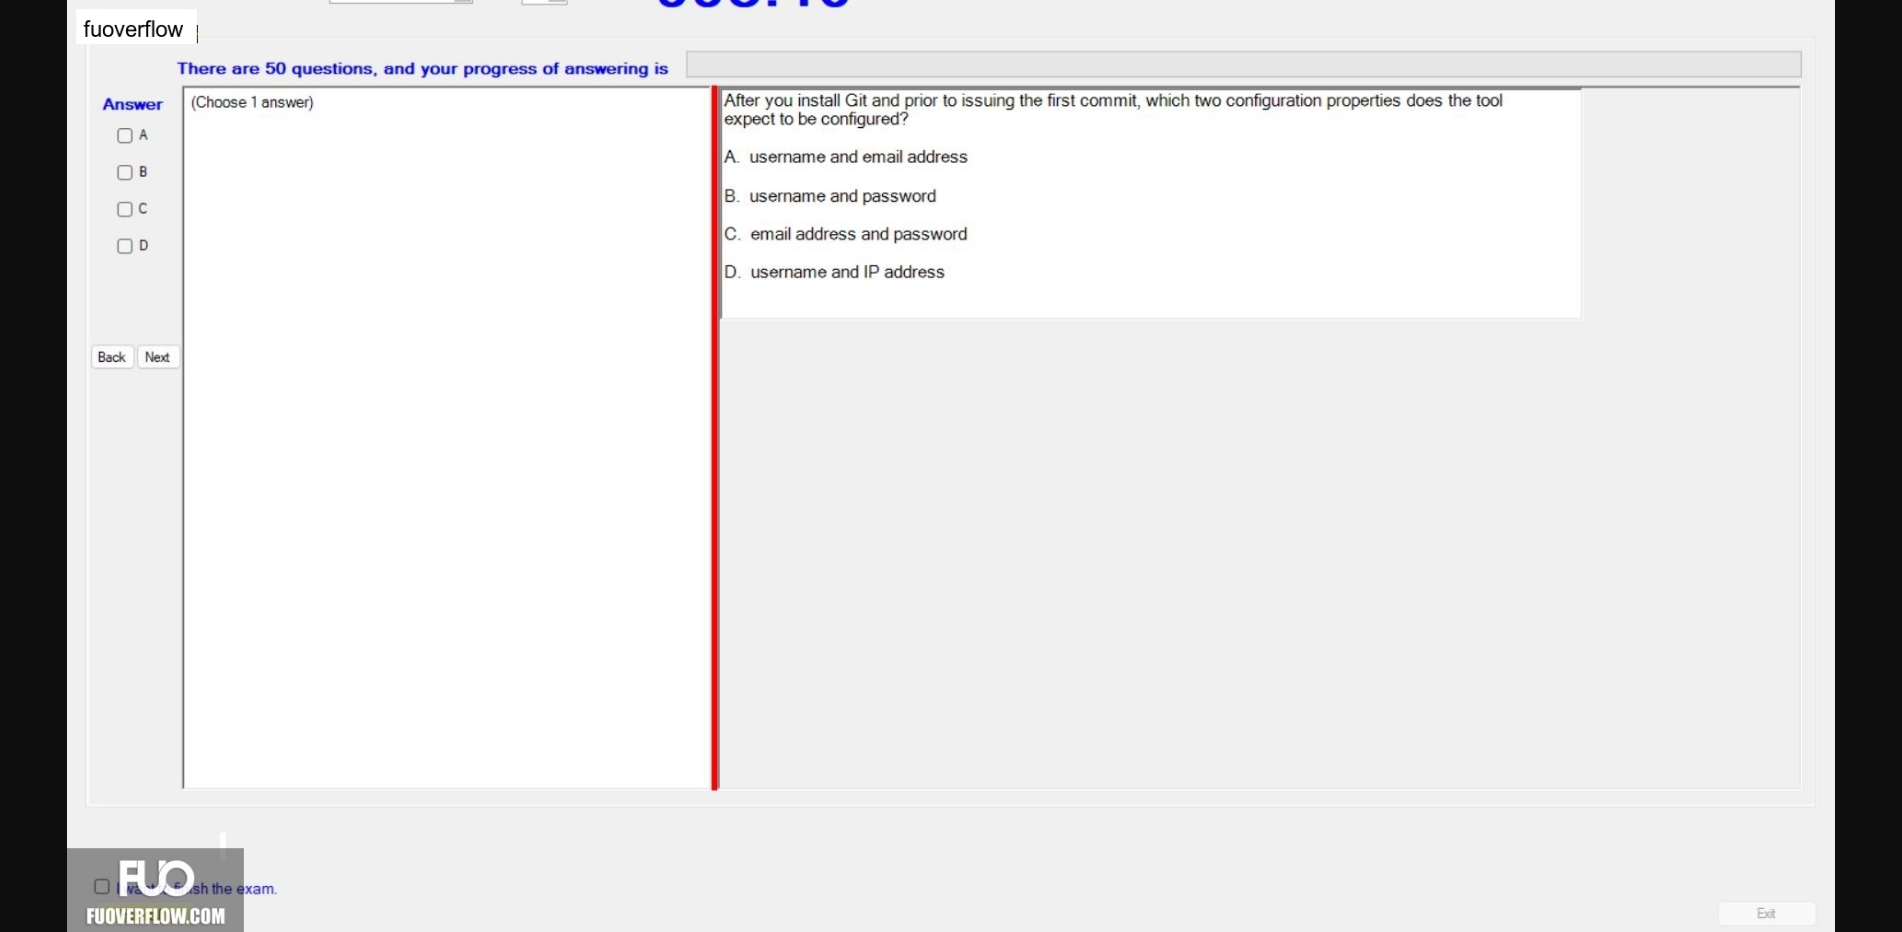 fuoverflow
There are 50 questions, and your progress of answering is
Answer
(Choose 1 answer)
A
B
C
D
Back
Next
After you install Git and prior to issuing the first commit, which two configuration properties does the tool
expect to be configured?
A. username and email address
B. username and password
C. email address and password
D. username and IP address
FUO
I want finish the exam.
FUOVERFLOW.COM
Exit